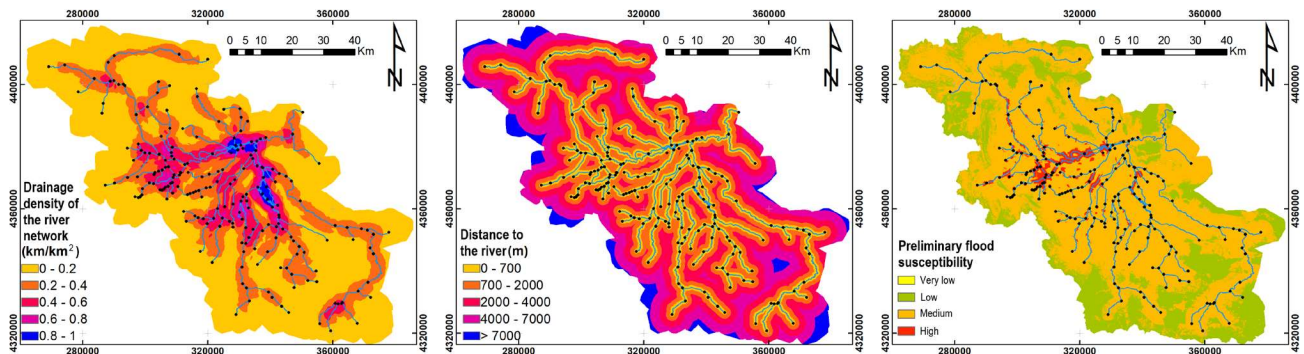 280000 320000 360000
0 5 10 20 30 40
Km
N
4400000
4360000
4320000
Drainage
density of
the river
network
(km/km²)
0 - 0.2
0.2 - 0.4
0.4 - 0.6
0.6 - 0.8
0.8 - 1
280000 320000 360000
280000 320000 360000
0 5 10 20 30 40
Km
N
4400000
4360000
4320000
Distance to
the river (m)
0 - 700
700 - 2000
2000 - 4000
4000 - 7000
> 7000
280000 320000 360000
280000 320000 360000
0 5 10 20 30 40
Km
N
4400000
4360000
4320000
Preliminary flood
susceptibility
Very low
Low
Medium
High
280000 320000 360000